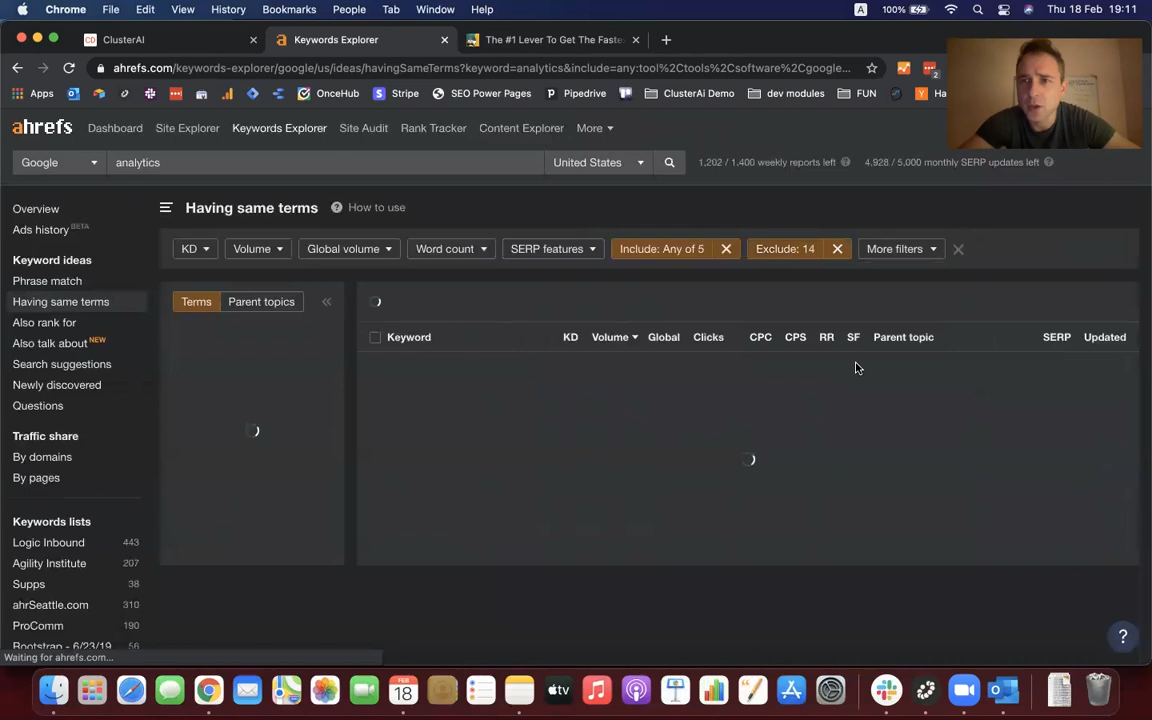 Chrome File Edit View History Bookmarks People Tab Window Help A 100% Thu 18 Feb 19:11
ClusterAI Keywords Explorer The #1 Lever To Get The Faste
ahrefs.com/keywords-explorer/google/us/ideas/havingSameTerms?keyword=analytics&include=any:tool%2Ctools%2Csoftware%2Cgoogle...
Apps OnceHub Stripe SEO Power Pages Pipedrive ClusterAi Demo dev modules FUN Ha
ahrefs Dashboard Site Explorer Keywords Explorer Site Audit Rank Tracker Content Explorer More
Google analytics United States 1,202 / 1,400 weekly reports left 4,928 / 5,000 monthly SERP updates left
Overview
Ads history BETA
Keyword ideas
Phrase match
Having same terms
Also rank for
Also talk about NEW
Search suggestions
Newly discovered
Questions
Traffic share
By domains
By pages
Keywords lists
Logic Inbound 443
Agility Institute 207
Supps 38
ahrSeattle.com 310
ProComm 190
Bootstrap - 6/23/19 56
Waiting for ahrefs.com...
Having same terms ? How to use
KD Volume Global volume Word count SERP features Include: Any of 5 Exclude: 14 More filters
Terms Parent topics
Keyword KD Volume Global Clicks CPC CPS RR SF Parent topic SERP Updated
?
FEB
18
tv